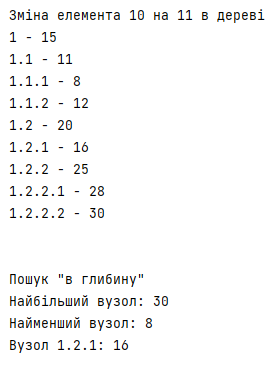 Зміна елемента 10 на 11 в дереві
1 - 15
1.1 - 11
1.1.1 - 8
1.1.2 - 12
1.2 - 20
1.2.1 - 16
1.2.2 - 25
1.2.2.1 - 28
1.2.2.2 - 30
Пошук "в глибину"
Найбільший вузол: 30
Найменший вузол: 8
Вузол 1.2.1: 16